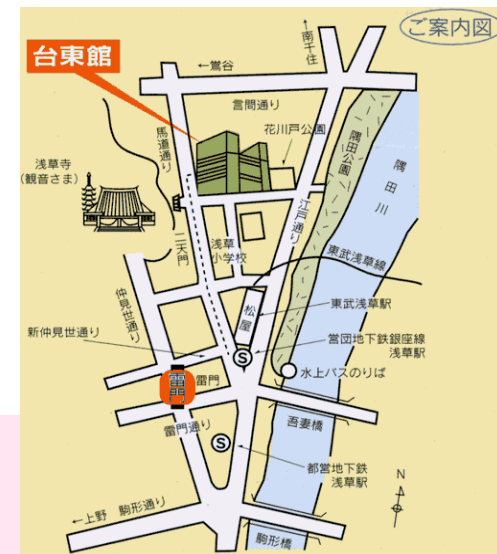 ご案内図
←南千住
台東館
←鶯谷
言問通り
花川戸公園
馬道通り
隅田公園
隅田川
浅草寺
(観音さま)
江戸通り
二天門
浅草
小学校
東武浅草線
仲見世通り
松屋
東武浅草駅
新仲見世通り
営団地下鉄銀座線
浅草駅
S
水上バスのりば
雷門
雷門
吾妻橋
雷門通り
S
都営地下鉄
浅草駅
N
←上野 駒形通り
駒形橋